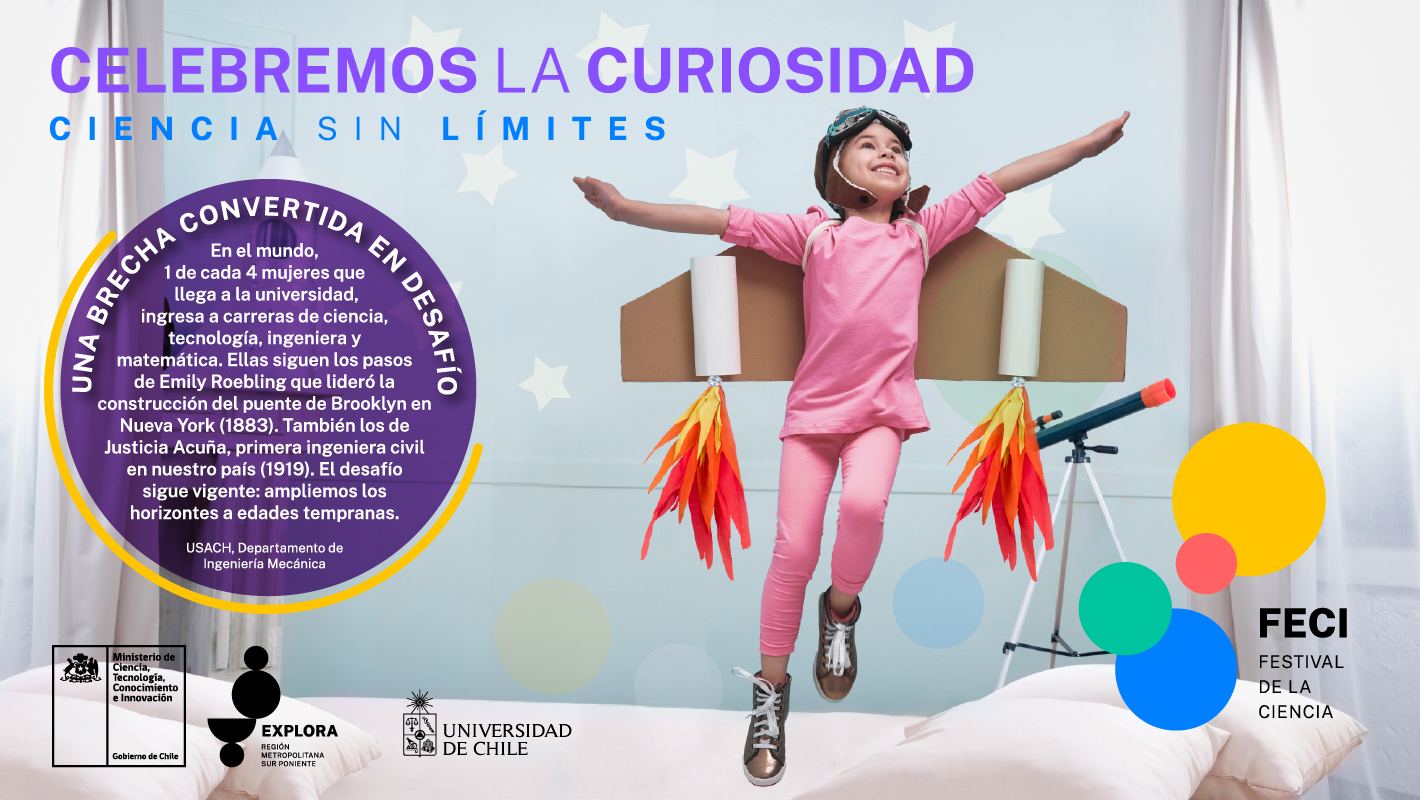 CELEBREMOS LA CURIOSIDAD
CIENCIA SIN LÍMITES
UNA BRECHA CONVERTIDA EN DESAFÍO
En el mundo,
1 de cada 4 mujeres que
llega a la universidad,
ingresa a carreras de ciencia,
tecnología, ingeniera y
matemática. Ellas siguen los pasos
de Emily Roebling que lideró la
construcción del puente de Brooklyn en
Nueva York (1883). También los de
Justicia Acuña, primera ingeniera civil
en nuestro país (1919). El desafío
sigue vigente: ampliemos los
horizontes a edades tempranas.
USACH, Departamento de
Ingeniería Mecánica
Ministerio de
Ciencia,
Tecnología,
Conocimiento
e Innovación
Gobierno de Chile
EXPLORA
REGIÓN
METROPOLITANA
SUR PONIENTE
UNIVERSIDAD
DE CHILE
FECI
FESTIVAL
DE LA
CIENCIA